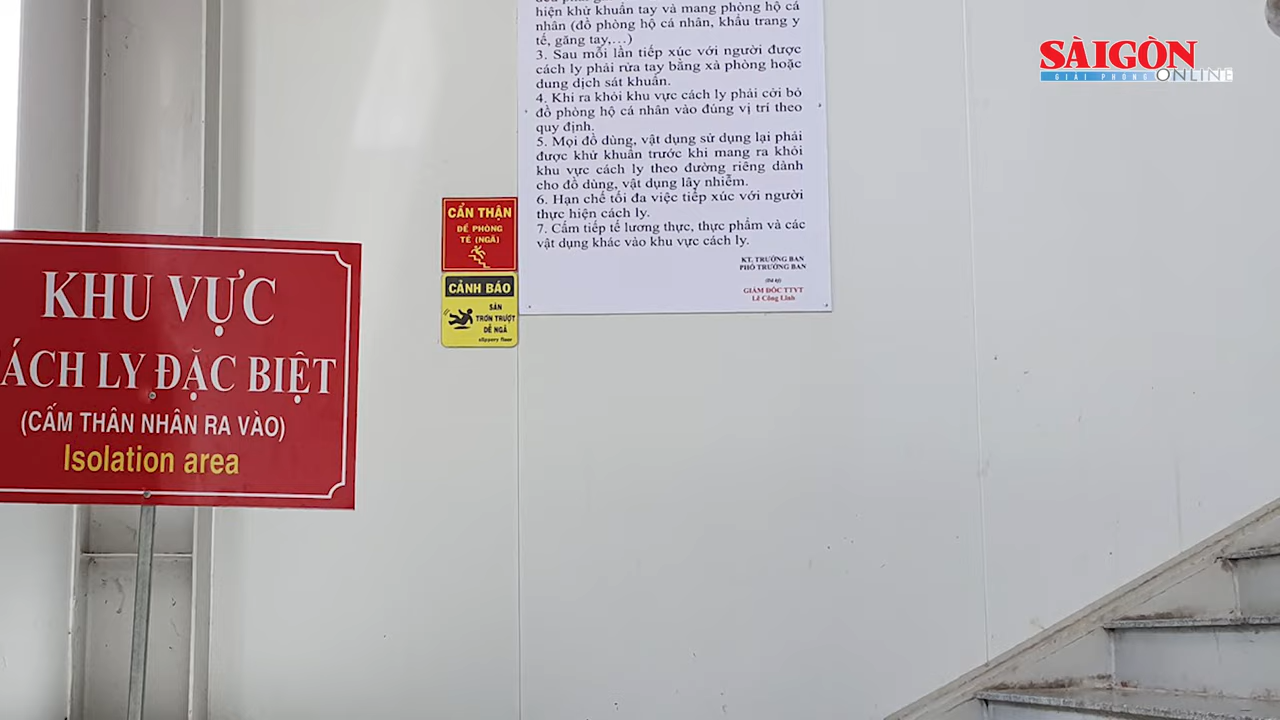 hiện khử khuẩn tay và mang phòng hộ cá
nhân (đồ phòng hộ cá nhân, khẩu trang y
tế, găng tay,…)
3. Sau mỗi lần tiếp xúc với người được
cách ly phải rửa tay bằng xà phòng hoặc
dung dịch sát khuẩn.
4. Khi ra khỏi khu vực cách ly phải cởi bỏ
đồ phòng hộ cá nhân vào đúng vị trí theo
quy định.
5. Mọi đồ dùng, vật dụng sử dụng lại phải
được khử khuẩn trước khi mang ra khỏi
khu vực cách ly theo đường riêng dành
cho đồ dùng, vật dụng lây nhiễm.
6. Hạn chế tối đa việc tiếp xúc với người
thực hiện cách ly.
7. Cấm tiếp tế lương thực, thực phẩm và các
vật dụng khác vào khu vực cách ly.
KT. TRƯỞNG BAN
PHÓ TRƯỞNG BAN
(Đã ký)
GIÁM ĐỐC TTYT
Lê Công Lĩnh
SÀIGÒN
GIẢI PHÓNG ONLINE
CẨN THẬN
ĐỀ PHÒNG
TÉ (NGÃ)
CẢNH BÁO
SÀN
TRƠN TRƯỢT
DỄ NGÃ
slippery floor
KHU VỰC
ÁCH LY ĐẶC BIỆT
(CẤM THÂN NHÂN RA VÀO)
Isolation area